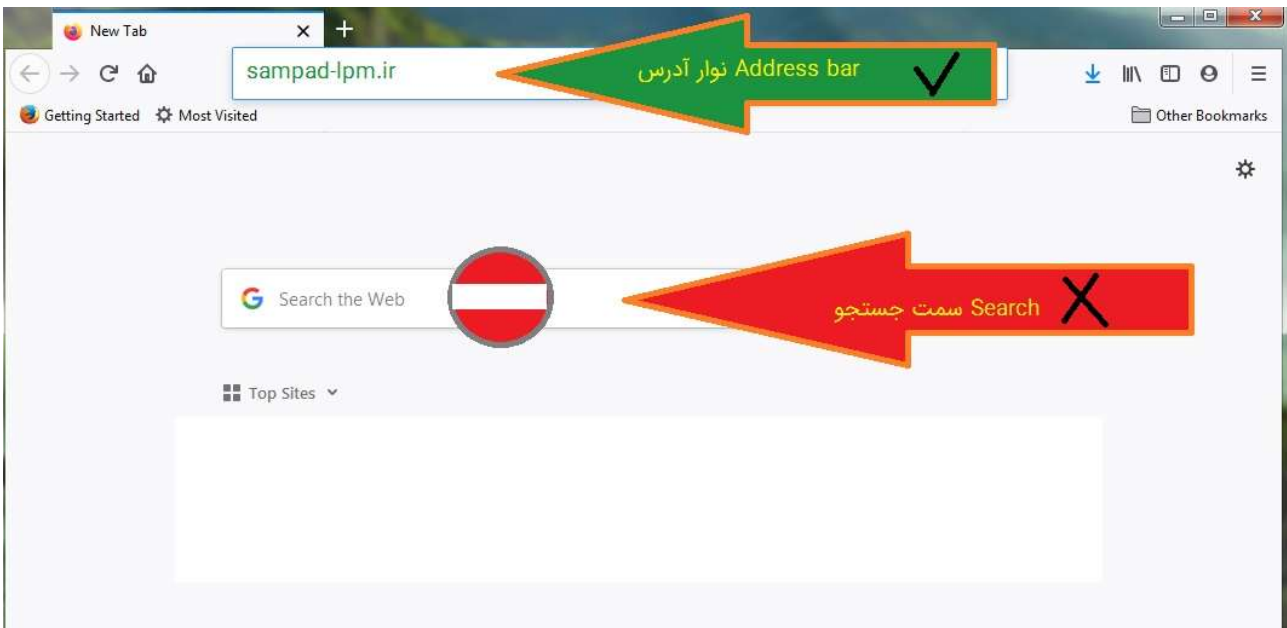 New Tab
sampad-lpm.ir
نوار آدرس Address bar
Getting Started
Most Visited
Other Bookmarks
Search the Web
سمت جستجو Search
Top Sites